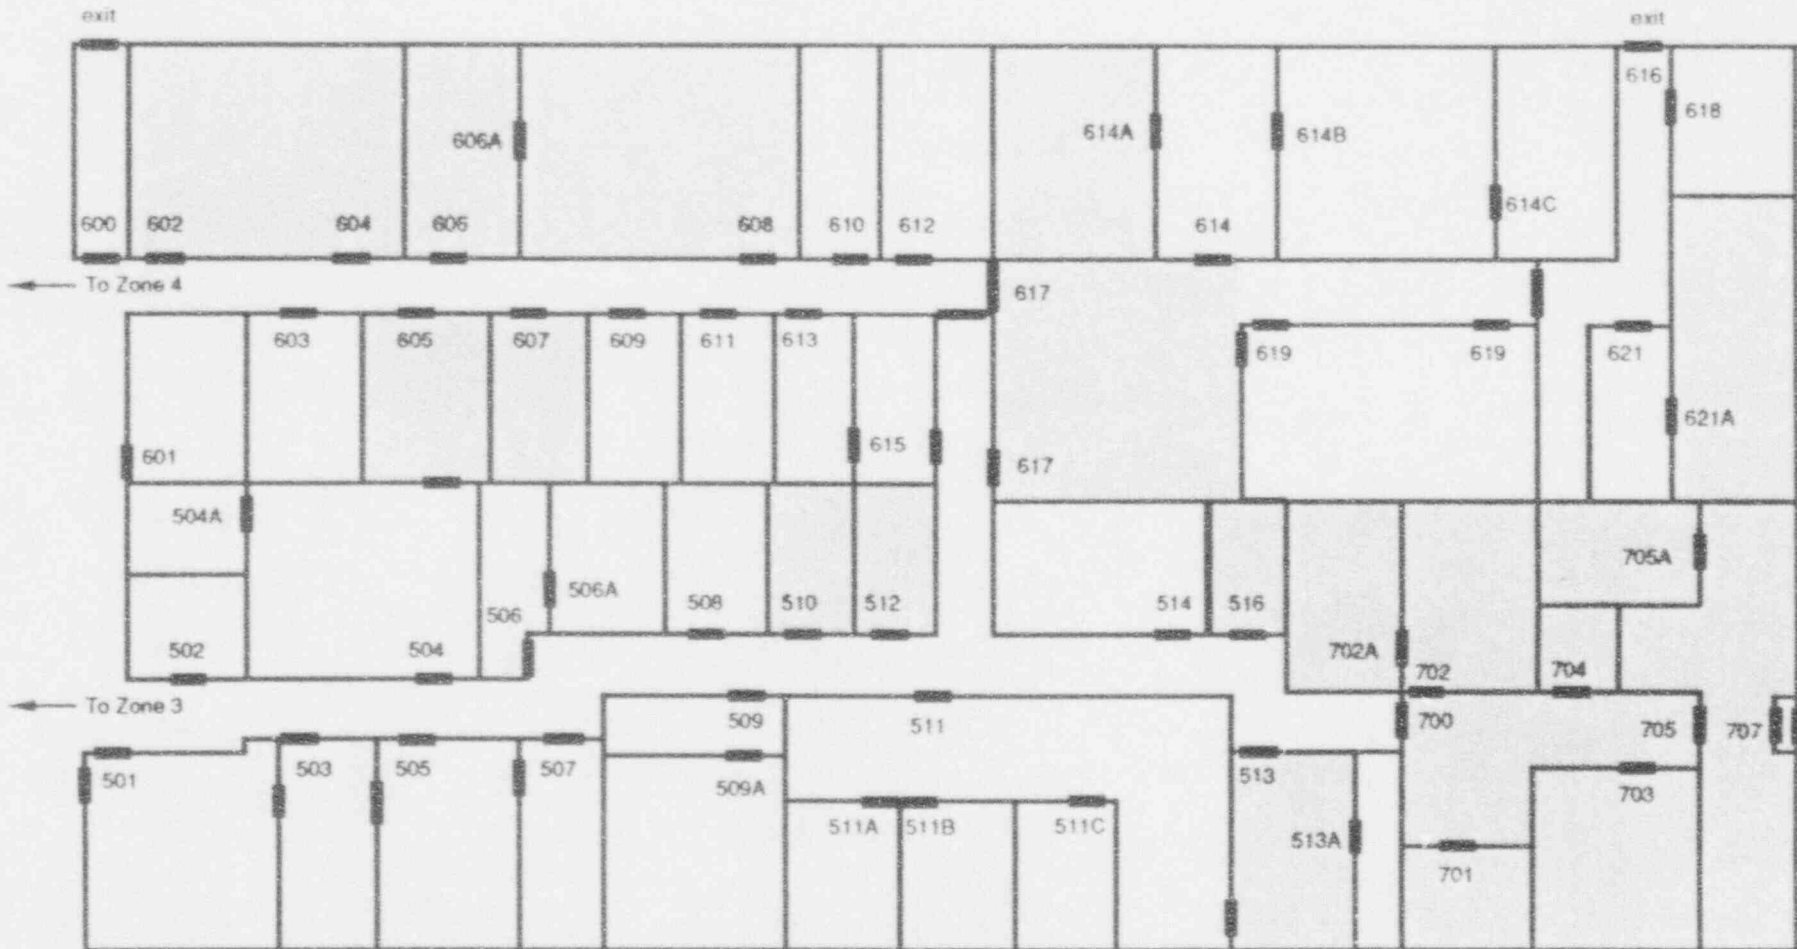 exit exit
616
618
606A 614A 614B
614C
600 602 604 606 608 610 612 614
To Zone 4
617
603 605 607 609 611 613 619 619 621
621A
601 615 617
504A
705A
506 506A 508 510 512 514 516
502 504 702A 702 704
To Zone 3
509 511 700 705 707
501 503 505 507 509A 513 703
511A 511B 511C 513A
701